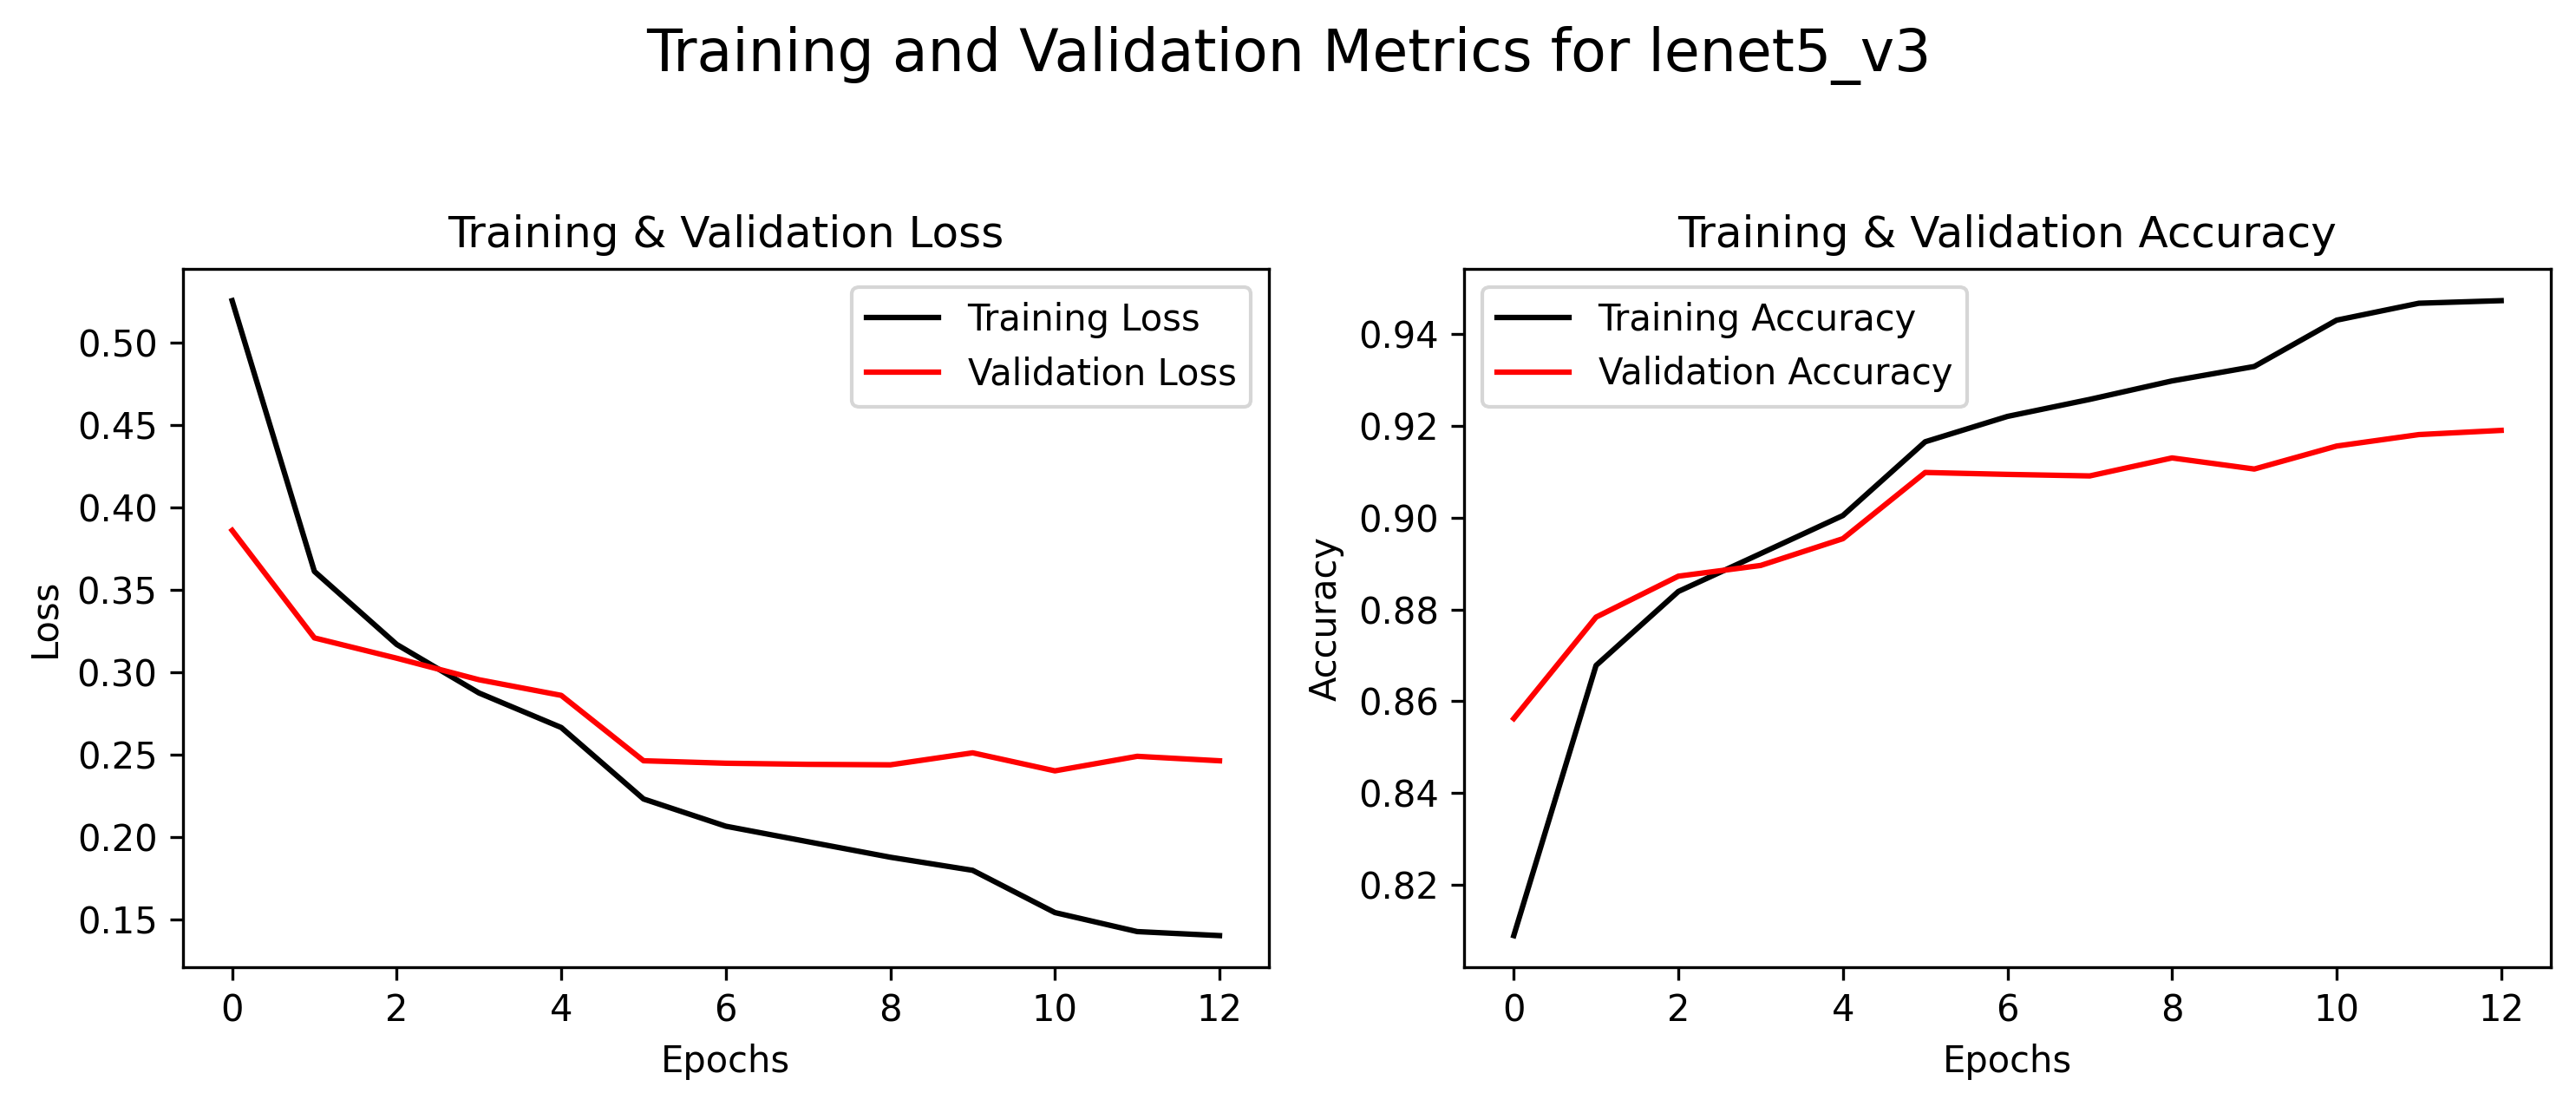 Training and Validation Metrics for lenet5_v3
Training & Validation Loss
Training Loss
Validation Loss
Loss
0.50
0.45
0.40
0.35
0.30
0.25
0.20
0.15
0 2 4 6 8 10 12
Epochs
Training & Validation Accuracy
Training Accuracy
Validation Accuracy
Accuracy
0.94
0.92
0.90
0.88
0.86
0.84
0.82
0 2 4 6 8 10 12
Epochs